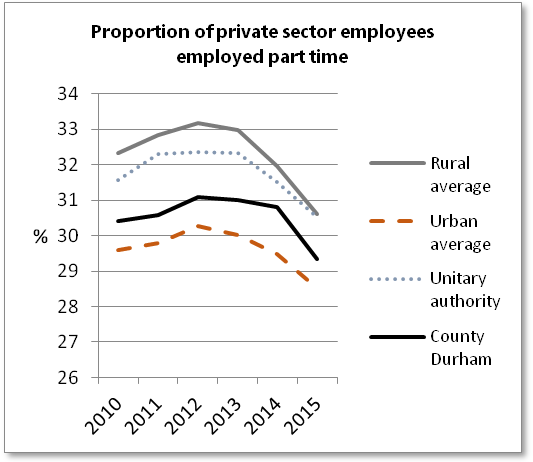 Proportion of private sector employees
employed part time
34
33
32
31
30
29
28
27
26
%
2010
2011
2012
2013
2014
2015
Rural
average
Urban
average
Unitary
authority
County
Durham